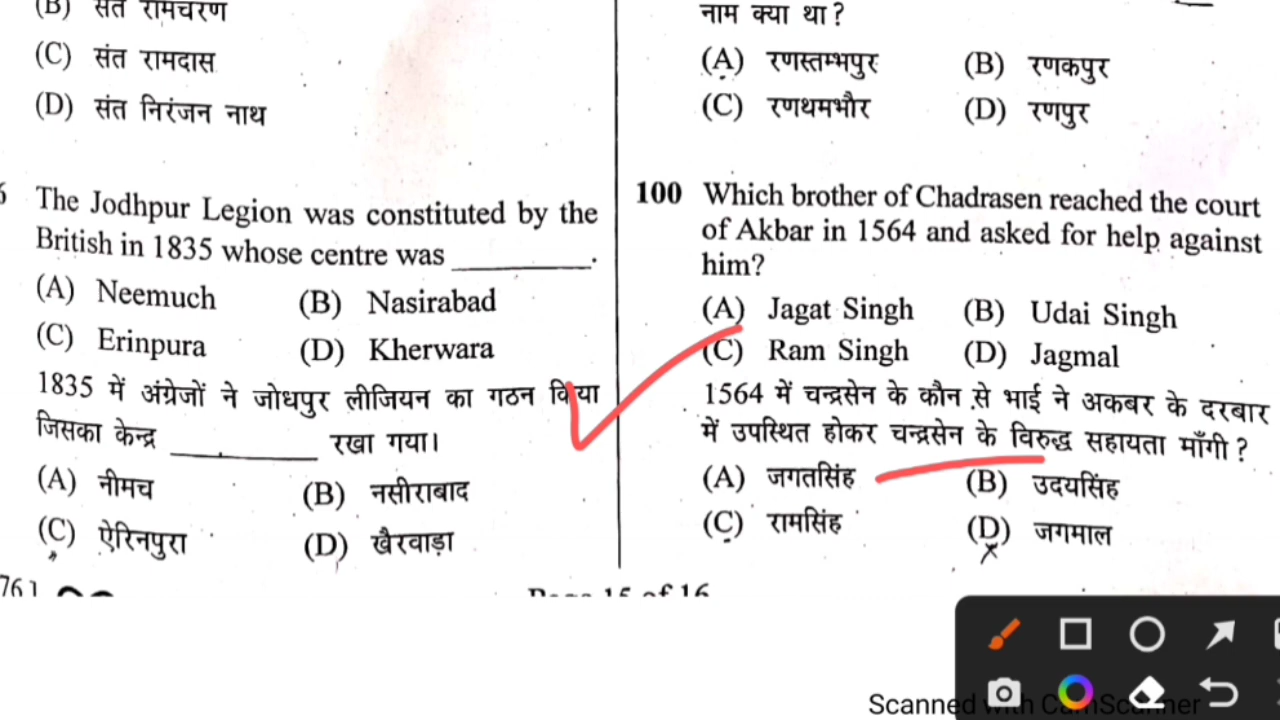 (B) संत रामचरण
(C) संत रामदास
(D) संत निरंजन नाथ
6 The Jodhpur Legion was constituted by the
British in 1835 whose centre was ________.
(A) Neemuch (B) Nasirabad
(C) Erinpura (D) Kherwara
1835 में अंग्रेजों ने जोधपुर लीजियन का गठन किया
जिसका केन्द्र ________ रखा गया।
(A) नीमच (B) नसीराबाद
(C) ऐरिनपुरा (D) खैरवाड़ा
76]
नाम क्या था ?
(A) रणस्तम्भपुर (B) रणकपुर
(C) रणथमभौर (D) रणपुर
100 Which brother of Chadrasen reached the court
of Akbar in 1564 and asked for help against
him?
(A) Jagat Singh (B) Udai Singh
(C) Ram Singh (D) Jagmal
1564 में चन्द्रसेन के कौन से भाई ने अकबर के दरबार
में उपस्थित होकर चन्द्रसेन के विरुद्ध सहायता माँगी ?
(A) जगतसिंह (B) उदयसिंह
(C) रामसिंह (D) जगमाल
Page 15 of 16
Scanned with CamScanner